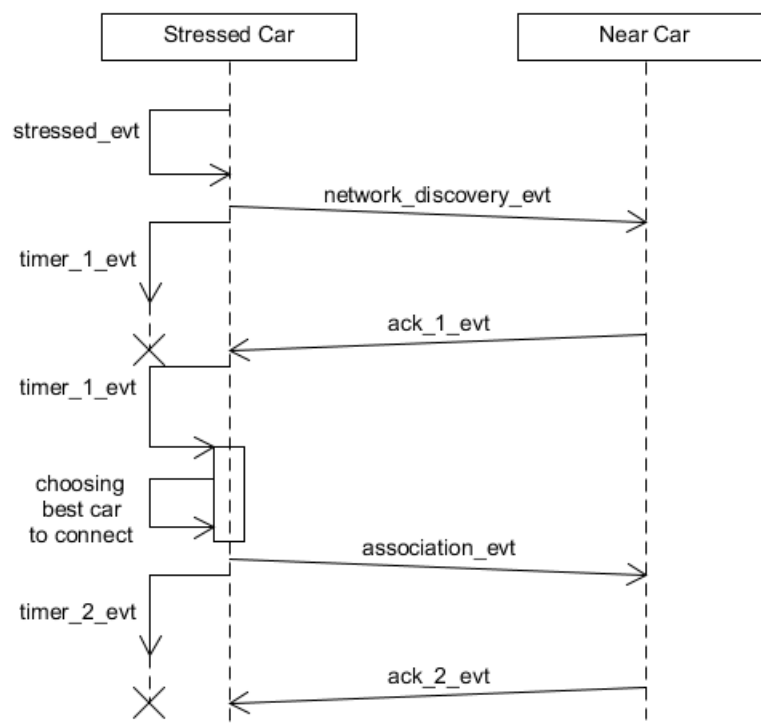 Stressed Car
Near Car
stressed_evt
network_discovery_evt
timer_1_evt
ack_1_evt
timer_1_evt
choosing
best car
to connect
association_evt
timer_2_evt
ack_2_evt